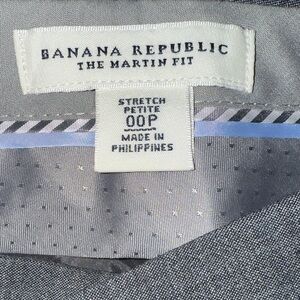 BANANA REPUBLIC
THE MARTIN FIT
STRETCH
PETITE
00P
MADE IN
PHILIPPINES